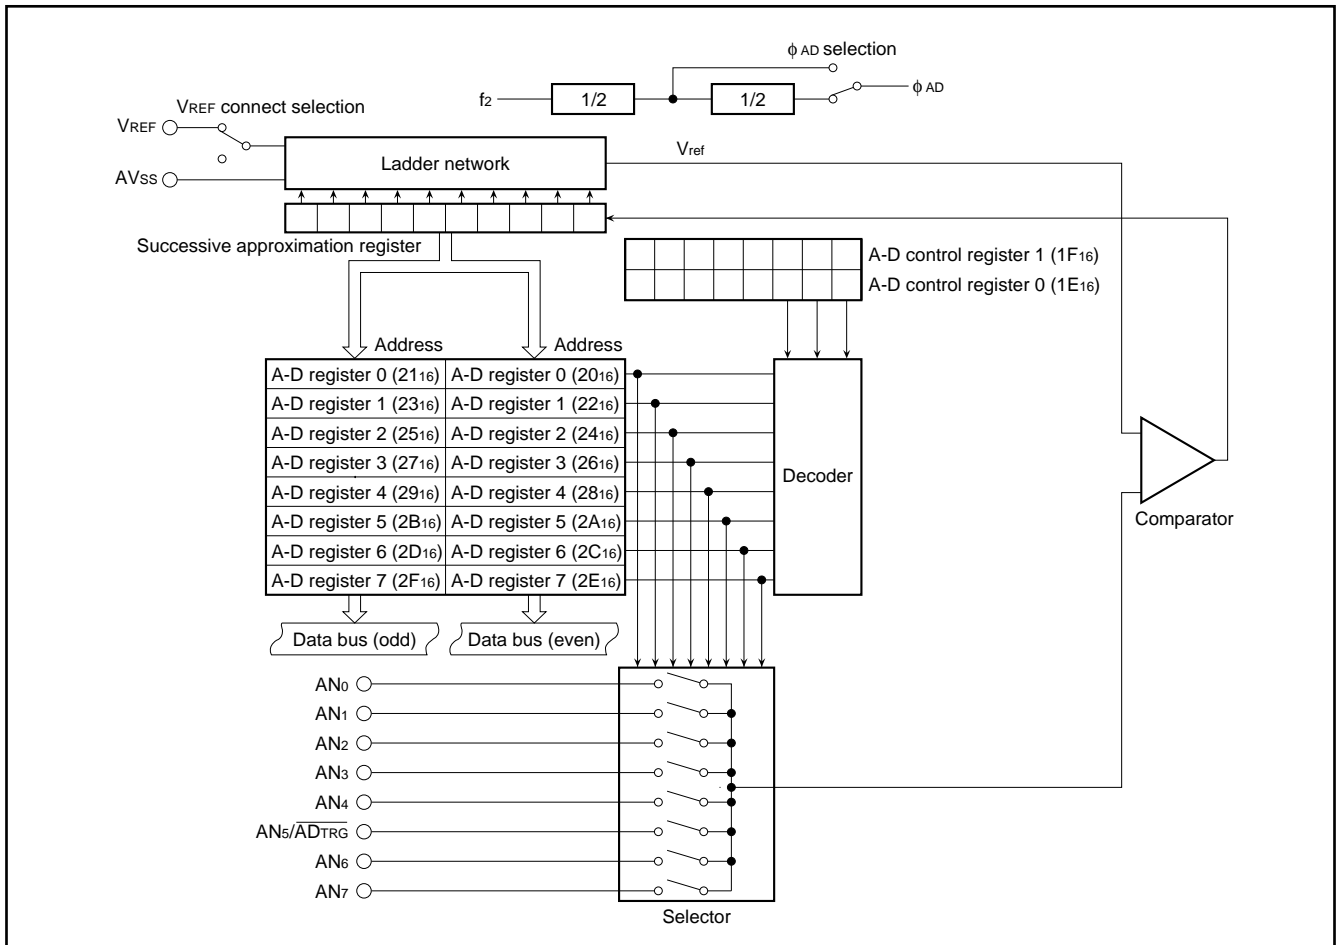 ϕ AD selection
f2
1/2
1/2
ϕ AD
VREF connect selection
VREF
Ladder network
Vref
AVSS
Successive approximation register
A-D control register 1 (1F16)
A-D control register 0 (1E16)
Address
Address
A-D register 0 (2116)
A-D register 0 (2016)
A-D register 1 (2316)
A-D register 1 (2216)
A-D register 2 (2516)
A-D register 2 (2416)
A-D register 3 (2716)
A-D register 3 (2616)
A-D register 4 (2916)
A-D register 4 (2816)
A-D register 5 (2B16)
A-D register 5 (2A16)
A-D register 6 (2D16)
A-D register 6 (2C16)
A-D register 7 (2F16)
A-D register 7 (2E16)
Decoder
Comparator
Data bus (odd)
Data bus (even)
AN0
AN1
AN2
AN3
AN4
AN5/ADTRG
AN6
AN7
Selector